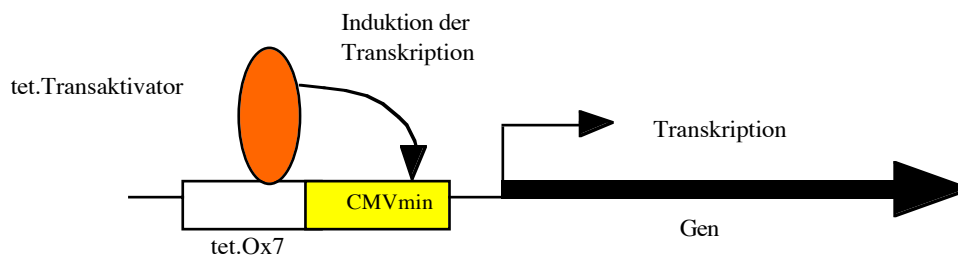 Induktion der
Transkription
tet.Transaktivator
Transkription
CMVmin
tet.Ox7
Gen